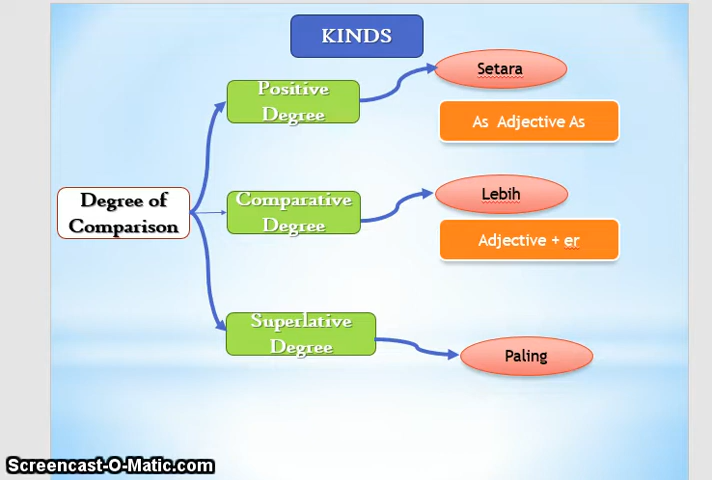 KINDS
Positive
Degree
Setara
As Adjective As
Degree of
Comparison
Comparative
Degree
Lebih
Adjective + er
Superlative
Degree
Paling
Screencast-O-Matic.com